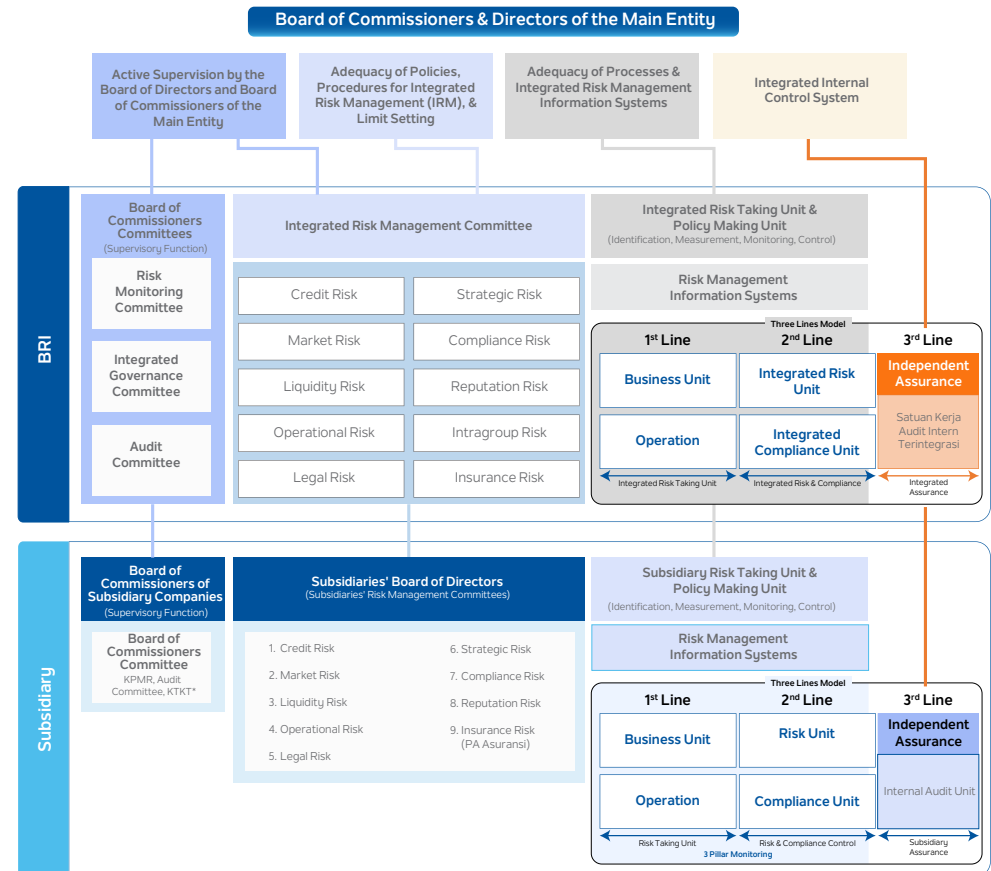 Board of Commissioners & Directors of the Main Entity
Active Supervision by the
Board of Directors and Board
of Commissioners of the
Main Entity
Adequacy of Policies,
Procedures for Integrated
Risk Management (IRM), &
Limit Setting
Adequacy of Processes &
Integrated Risk Management
Information Systems
Integrated Internal
Control System
BRI
Board of
Commissioners
Committees
(Supervisory Function)
Risk
Monitoring
Committee
Integrated
Governance
Committee
Audit
Committee
Integrated Risk Management Committee
Credit Risk
Strategic Risk
Market Risk
Compliance Risk
Liquidity Risk
Reputation Risk
Operational Risk
Intragroup Risk
Legal Risk
Insurance Risk
Integrated Risk Taking Unit &
Policy Making Unit
(Identification, Measurement, Monitoring, Control)
Risk Management
Information Systems
Three Lines Model
1st Line
2nd Line
3rd Line
Business Unit
Integrated Risk
Unit
Independent
Assurance
Operation
Integrated
Compliance Unit
Satuan Kerja
Audit Intern
Terintegrasi
Integrated Risk Taking Unit
Integrated Risk & Compliance
Integrated
Assurance
Subsidiary
Board of
Commissioners of
Subsidiary Companies
(Supervisory Function)
Board of
Commissioners
Committee
KPMR, Audit
Committee, KTKT*
Subsidiaries' Board of Directors
(Subsidiaries' Risk Management Committees)
1. Credit Risk
2. Market Risk
3. Liquidity Risk
4. Operational Risk
5. Legal Risk
6. Strategic Risk
7. Compliance Risk
8. Reputation Risk
9. Insurance Risk
(PA Asuransi)
Subsidiary Risk Taking Unit &
Policy Making Unit
(Identification, Measurement, Monitoring, Control)
Risk Management
Information Systems
Three Lines Model
1st Line
2nd Line
3rd Line
Business Unit
Risk Unit
Independent
Assurance
Operation
Compliance Unit
Internal Audit Unit
Risk Taking Unit
Risk & Compliance Control
Subsidiary
Assurance
3 Pillar Monitoring